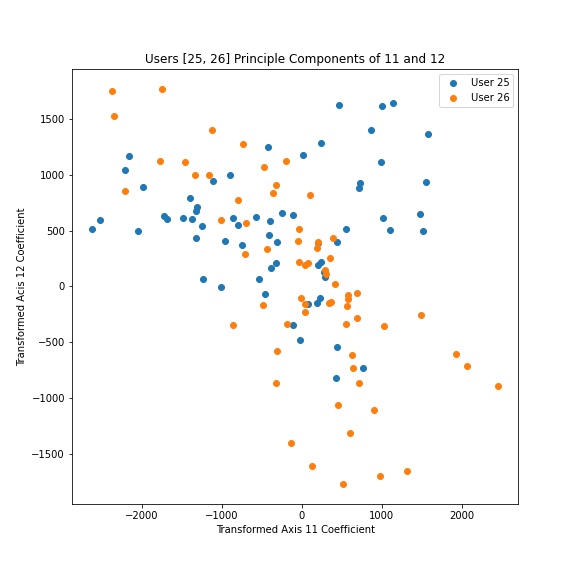 Users [25, 26] Principle Components of 11 and 12
User 25
User 26
1500
1000
500
0
−500
−1000
−1500
Transformed Acis 12 Coefficient
−2000
−1000
0
1000
2000
Transformed Axis 11 Coefficient